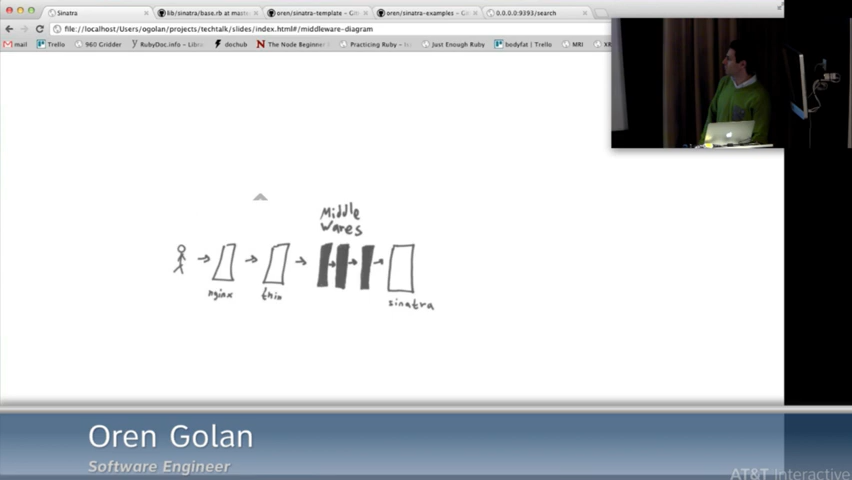 Sinatra
lib/sinatra/base.rb at mast
oren/sinatra-template - Git
oren/sinatra-examples - G
0.0.0.0:9393/search
file://localhost/Users/ogolan/projects/techtalk/slides/index.html#/middleware-diagram
mail
Trello
960 Gridder
RubyDoc.info - Libr
dochub
The Node Beginner
Practicing Ruby
Just Enough Ruby
bodyfat | Trello
MRI
Middle
Wares
nginx
thin
sinatra
Oren Golan
Software Engineer
AT&T Interactive